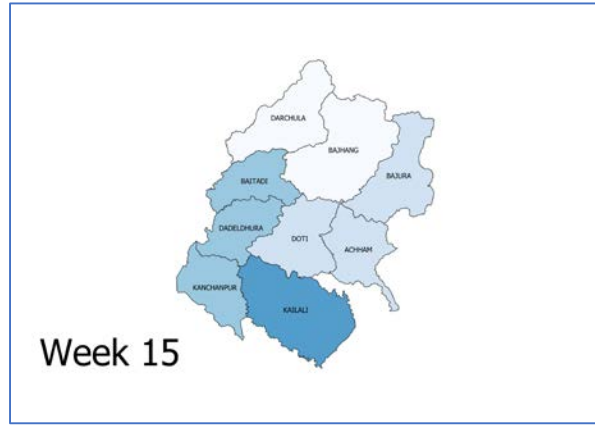 DARCHULA
BAJHANG
BAJURA
BAITADI
DADELDHURA
DOTI
ACHHAM
KANCHANPUR
KAILALI
Week 15